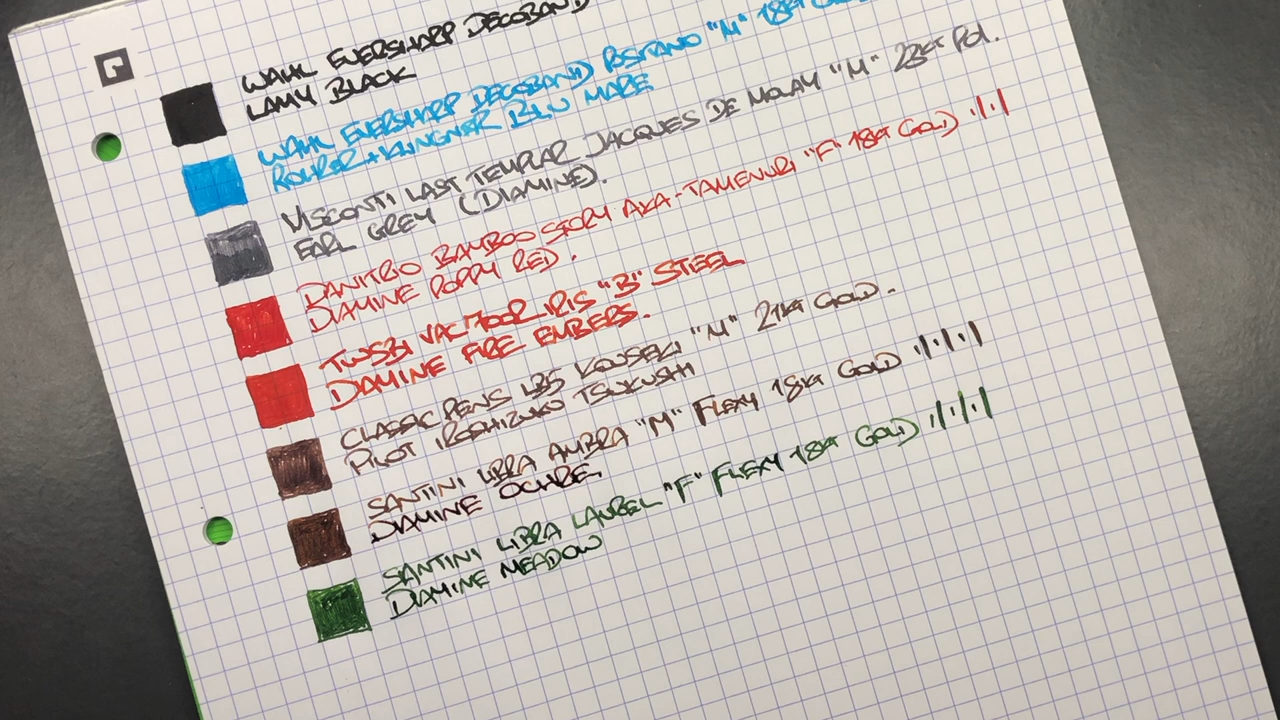 WAHL EVERSHARP DECOBAND
LAMY BLACK
WAHL EVERSHARP DECOBAND POSITANO "M" 18KT GOLD
ROHRER + KLINGNER BLU MARE
VISCONTI LAST TEMPLAR JACQUES DE MOLAY "M" 23KT Pd.
EARL GREY (DIAMINE).
DANITRIO BAMBOO STORY AKA-TAMENURI "F" 18KT GOLD
DIAMINE POPPY RED.
TWSBI VAC700R IRIS "B" STEEL
DIAMINE FIRE EMBERS.
CLASSIC PENS LB5 KOUSEKI "M" 21KT GOLD.
PILOT IROSHIZUKO TSUKUSHI
SANTINI LIBRA AMBRA "M" FLEXY 18KT GOLD
DIAMINE OCHRE.
SANTINI LIBRA LAUREL "F" FLEXY 18KT GOLD
DIAMINE MEADOW